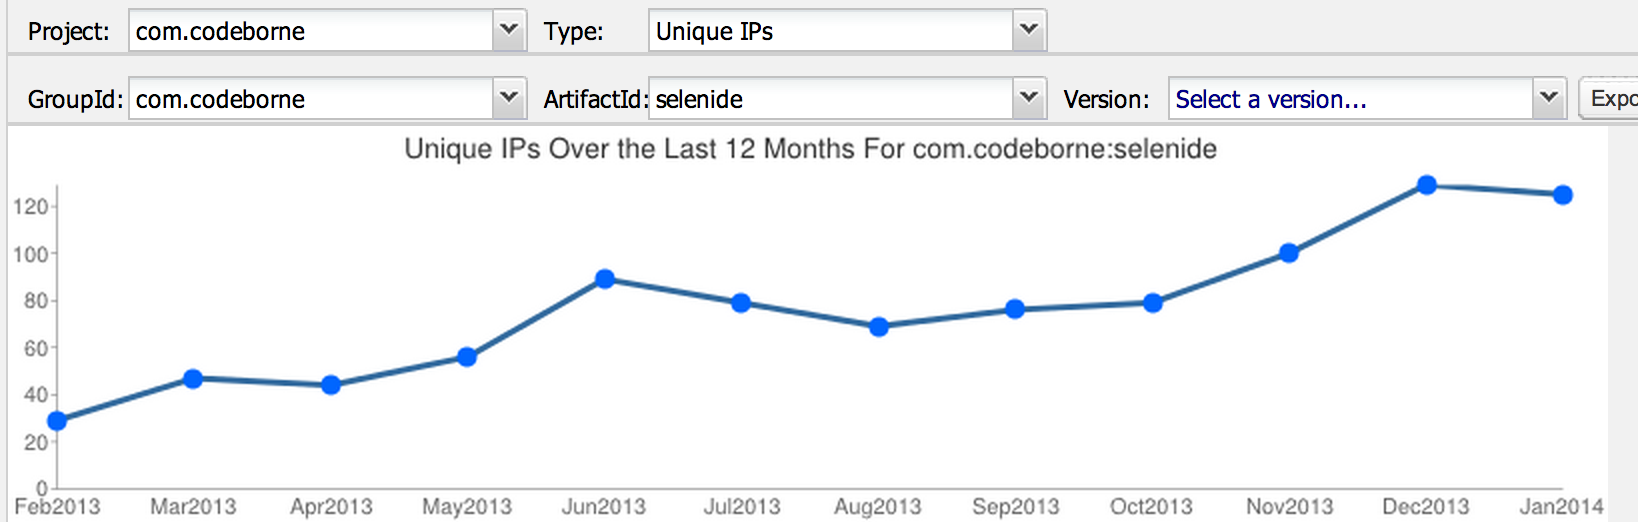 Project: com.codeborne Type: Unique IPs
GroupId: com.codeborne ArtifactId: selenide Version: Select a version... Expo
Unique IPs Over the Last 12 Months For com.codeborne:selenide
120
100
80
60
40
20
0
Feb2013 Mar2013 Apr2013 May2013 Jun2013 Jul2013 Aug2013 Sep2013 Oct2013 Nov2013 Dec2013 Jan2014